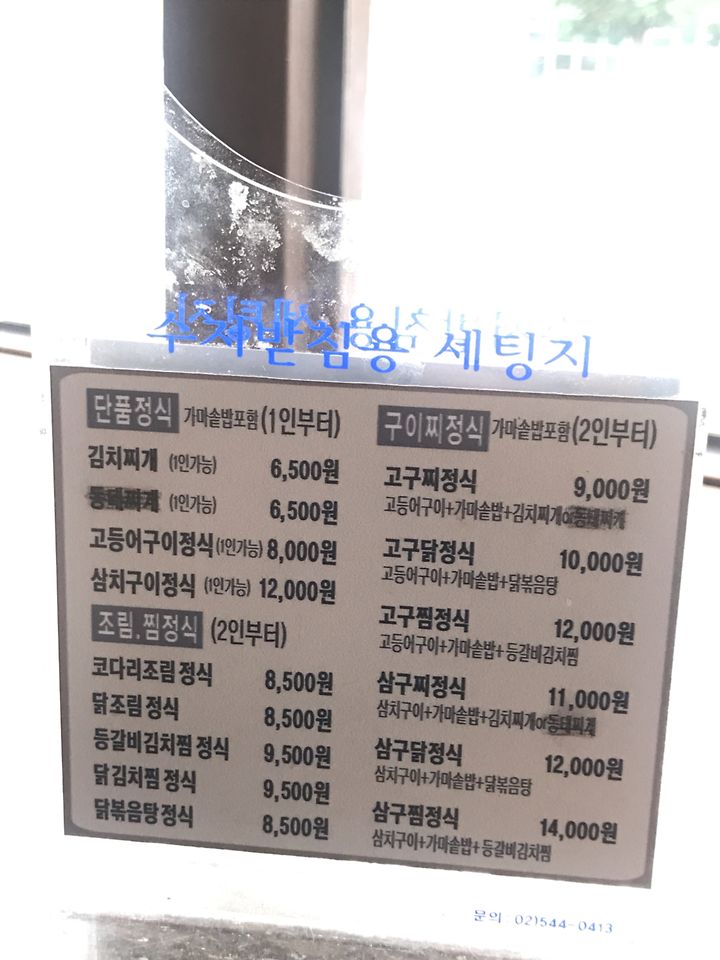 수저받침용 세팅지
단품정식 가마솥밥포함(1인부터)
김치찌개 (1인가능) 6,500원
동태찌개 (1인가능) 6,500원
고등어구이정식(1인가능) 8,000원
삼치구이정식 (1인가능) 12,000원
조림,찜정식 (2인부터)
코다리조림정식 8,500원
닭조림정식 8,500원
등갈비김치찜정식 9,500원
닭김치찜정식 9,500원
닭볶음탕정식 8,500원
구이찌정식 가마솥밥포함(2인부터)
고구찌정식 9,000원
고등어구이+가마솥밥+김치찌개or동태찌개
고구닭정식 10,000원
고등어구이+가마솥밥+닭볶음탕
고구찜정식 12,000원
고등어구이+가마솥밥+등갈비김치찜
삼구찌정식 11,000원
삼치구이+가마솥밥+김치찌개or동태찌개
삼구닭정식 12,000원
삼치구이+가마솥밥+닭볶음탕
삼구찜정식 14,000원
삼치구이+가마솥밥+등갈비김치찜
문의 : 02)544-0413